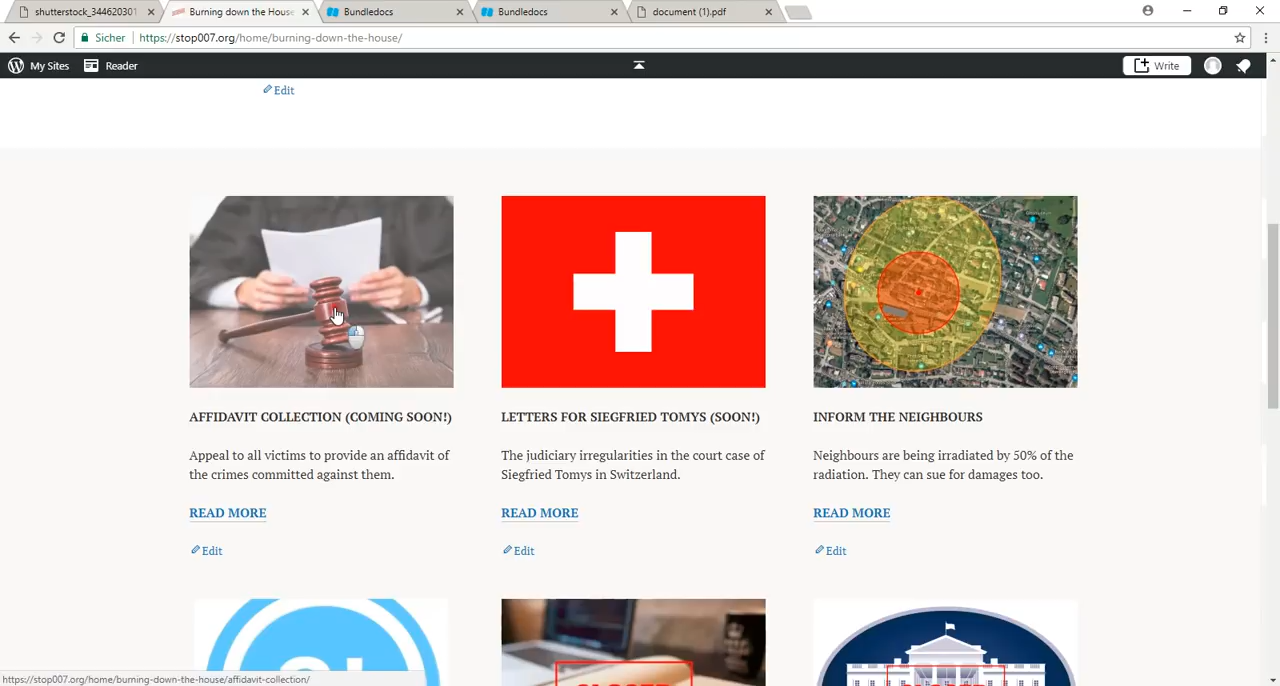 shutterstock_344620301
Burning down the House
Bundledocs
Bundledocs
document (1).pdf
Sicher
https://stop007.org/home/burning-down-the-house/
My Sites
Reader
Write
Edit
AFFIDAVIT COLLECTION (COMING SOON!)
Appeal to all victims to provide an affidavit of
the crimes committed against them.
READ MORE
Edit
LETTERS FOR SIEGFRIED TOMYS (SOON!)
The judiciary irregularities in the court case of
Siegfried Tomys in Switzerland.
READ MORE
Edit
INFORM THE NEIGHBOURS
Neighbours are being irradiated by 50% of the
radiation. They can sue for damages too.
READ MORE
Edit
https://stop007.org/home/burning-down-the-house/affidavit-collection/